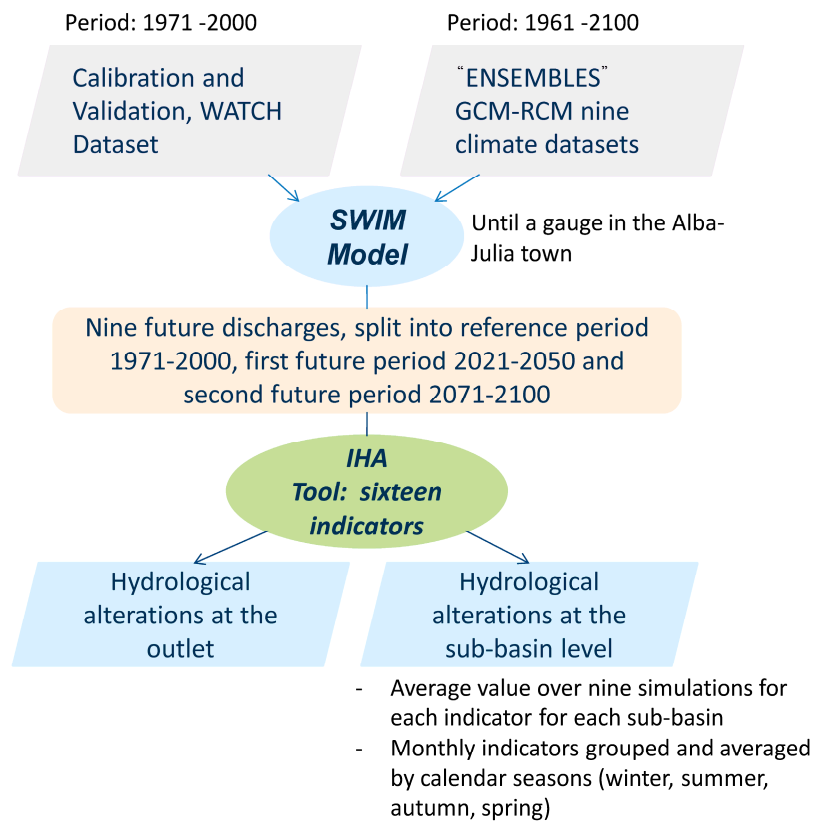 Period: 1971 -2000
Calibration and
Validation, WATCH
Dataset
Period: 1961 -2100
“ENSEMBLES”
GCM-RCM nine
climate datasets
SWIM
Model
Until a gauge in the Alba-
Julia town
Nine future discharges, split into reference period
1971-2000, first future period 2021-2050 and
second future period 2071-2100
IHA
Tool: sixteen
indicators
Hydrological
alterations at the
outlet
Hydrological
alterations at the
sub-basin level
- Average value over nine simulations for
each indicator for each sub-basin
- Monthly indicators grouped and averaged
by calendar seasons (winter, summer,
autumn, spring)